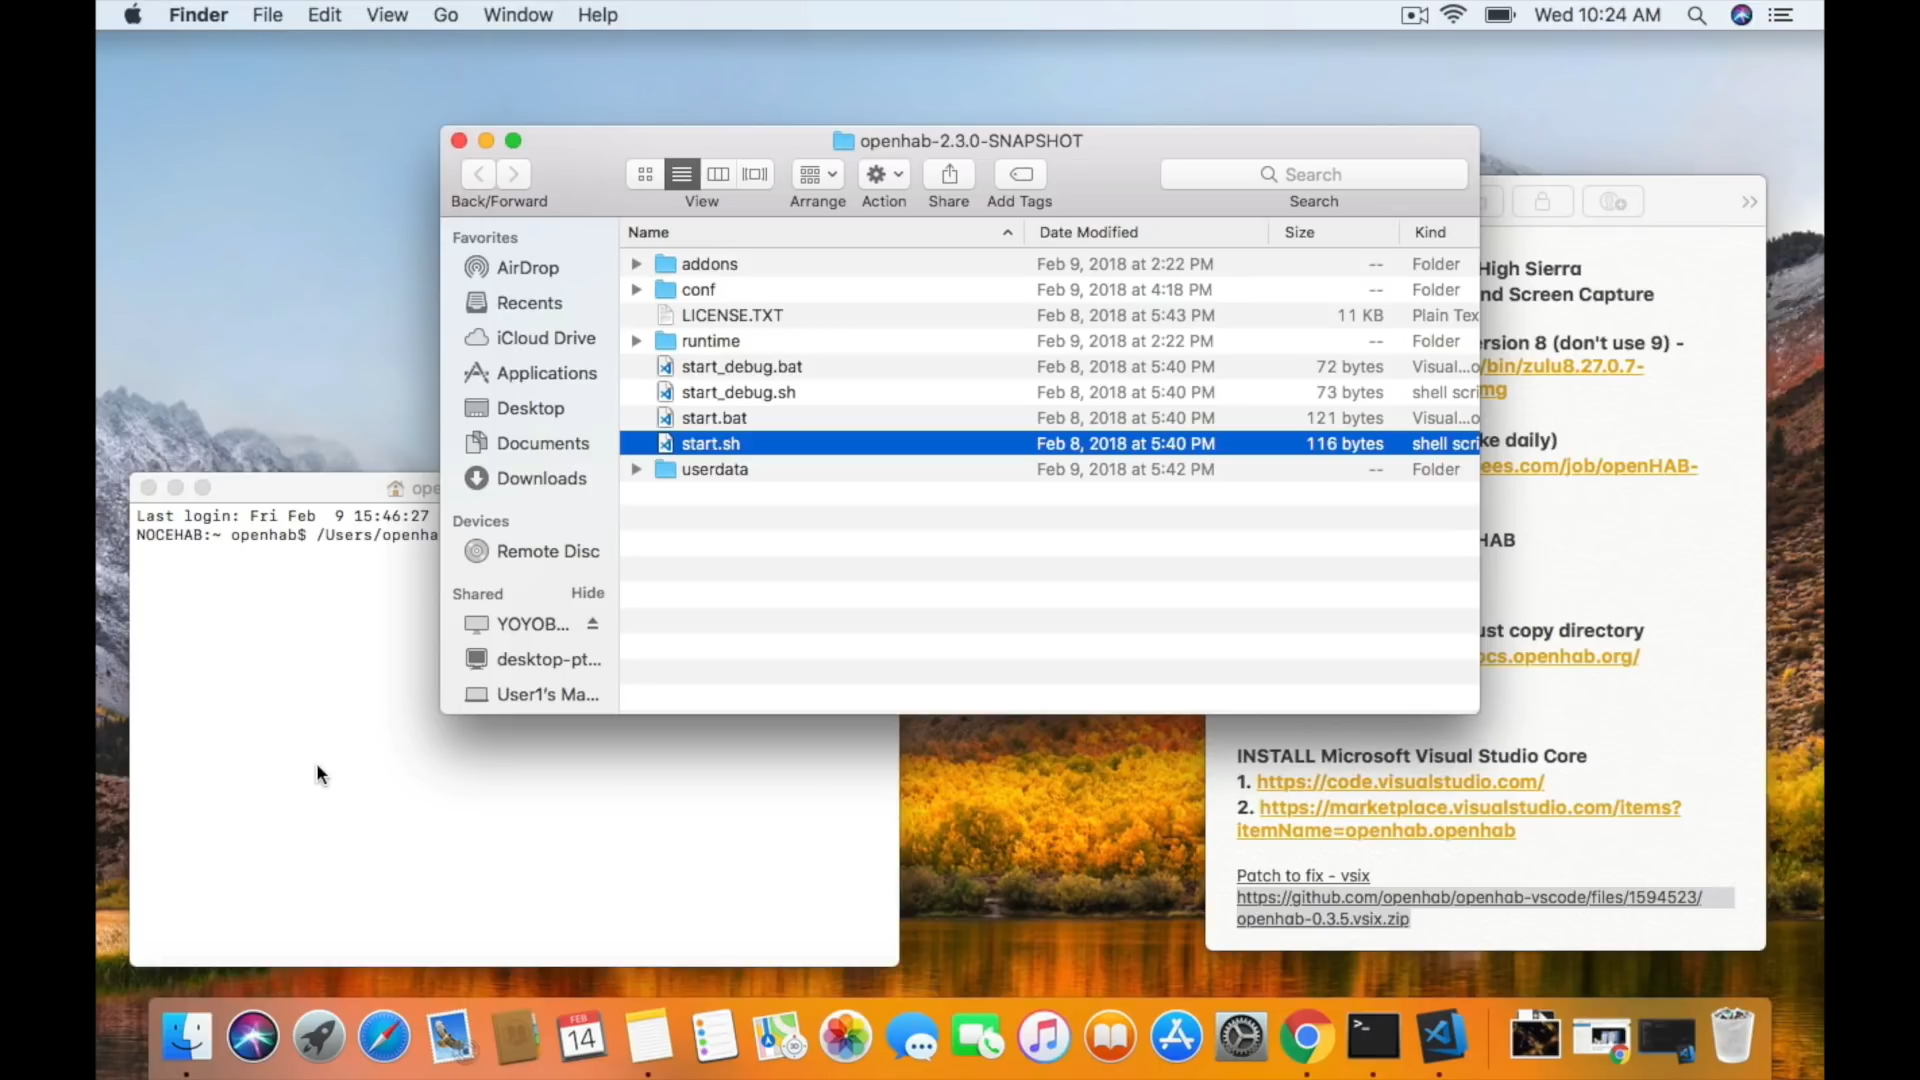 Finder File Edit View Go Window Help Wed 10:24 AM
openhab-2.3.0-SNAPSHOT
Search
Back/Forward View Arrange Action Share Add Tags Search
Favorites
AirDrop
Recents
iCloud Drive
Applications
Desktop
Documents
Downloads
Devices
Remote Disc
Shared Hide
YOYOB...
desktop-pt...
User1's Ma...
Name Date Modified Size Kind
addons Feb 9, 2018 at 2:22 PM -- Folder
conf Feb 9, 2018 at 4:18 PM -- Folder
LICENSE.TXT Feb 8, 2018 at 5:43 PM 11 KB Plain Tex
runtime Feb 9, 2018 at 2:22 PM -- Folder
start_debug.bat Feb 8, 2018 at 5:40 PM 72 bytes Visual...o
start_debug.sh Feb 8, 2018 at 5:40 PM 73 bytes shell scri
start.bat Feb 8, 2018 at 5:40 PM 121 bytes Visual...o
start.sh Feb 8, 2018 at 5:40 PM 116 bytes shell scri
userdata Feb 9, 2018 at 5:42 PM -- Folder
ope
Last login: Fri Feb 9 15:46:27
NOCEHAB:~ openhab$ /Users/openha
High Sierra
nd Screen Capture
ersion 8 (don't use 9) -
/bin/zulu8.27.0.7-
mg
ke daily)
ees.com/job/openHAB-
HAB
ust copy directory
ocs.openhab.org/
INSTALL Microsoft Visual Studio Core
1. https://code.visualstudio.com/
2. https://marketplace.visualstudio.com/items?
itemName=openhab.openhab
Patch to fix - vsix
https://github.com/openhab/openhab-vscode/files/1594523/
openhab-0.3.5.vsix.zip
FEB
14